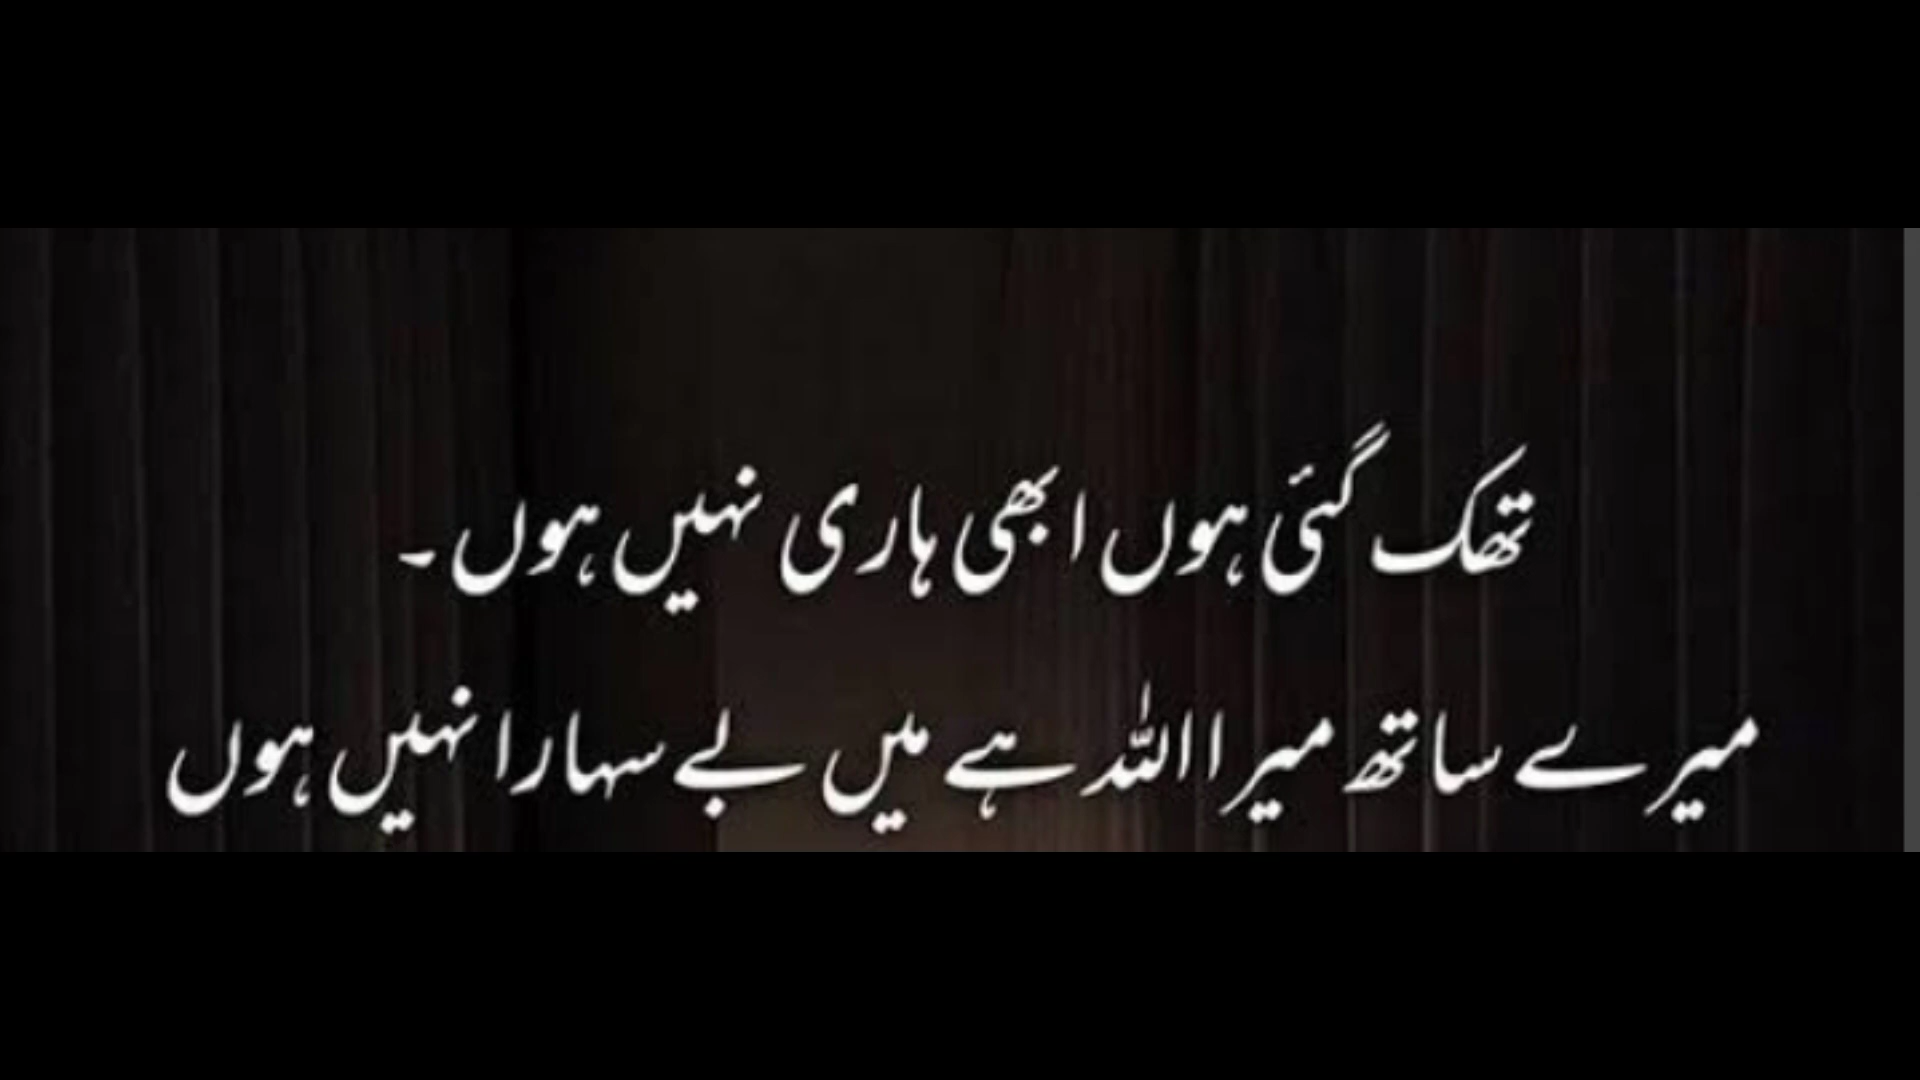 تھک گئی ہوں ابھی ہاری نہیں ہوں۔
میرے ساتھ میرا اللہ ہے میں بے سہارا نہیں ہوں